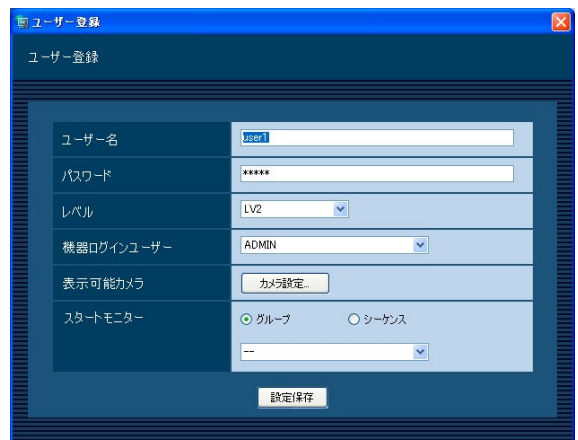 ユーザー登録
ユーザー登録
ユーザー名
user1
パスワード
*****
レベル
LV2
機器ログインユーザー
ADMIN
表示可能カメラ
カメラ設定...
スタートモニター
グループ
シーケンス
--
設定保存